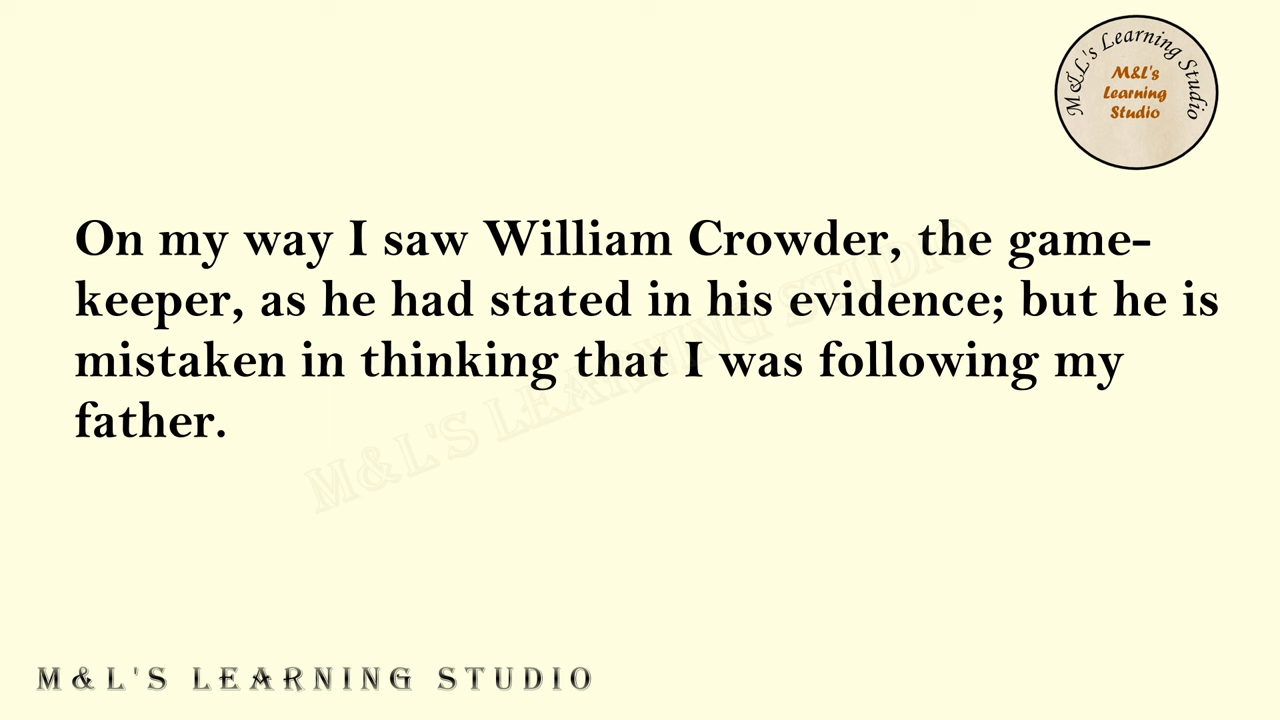 M&L's Learning Studio
M&L's
Learning
Studio
On my way I saw William Crowder, the game-
keeper, as he had stated in his evidence; but he is
mistaken in thinking that I was following my
father.
M&L'S LEARNING STUDIO
M&L'S LEARNING STUDIO